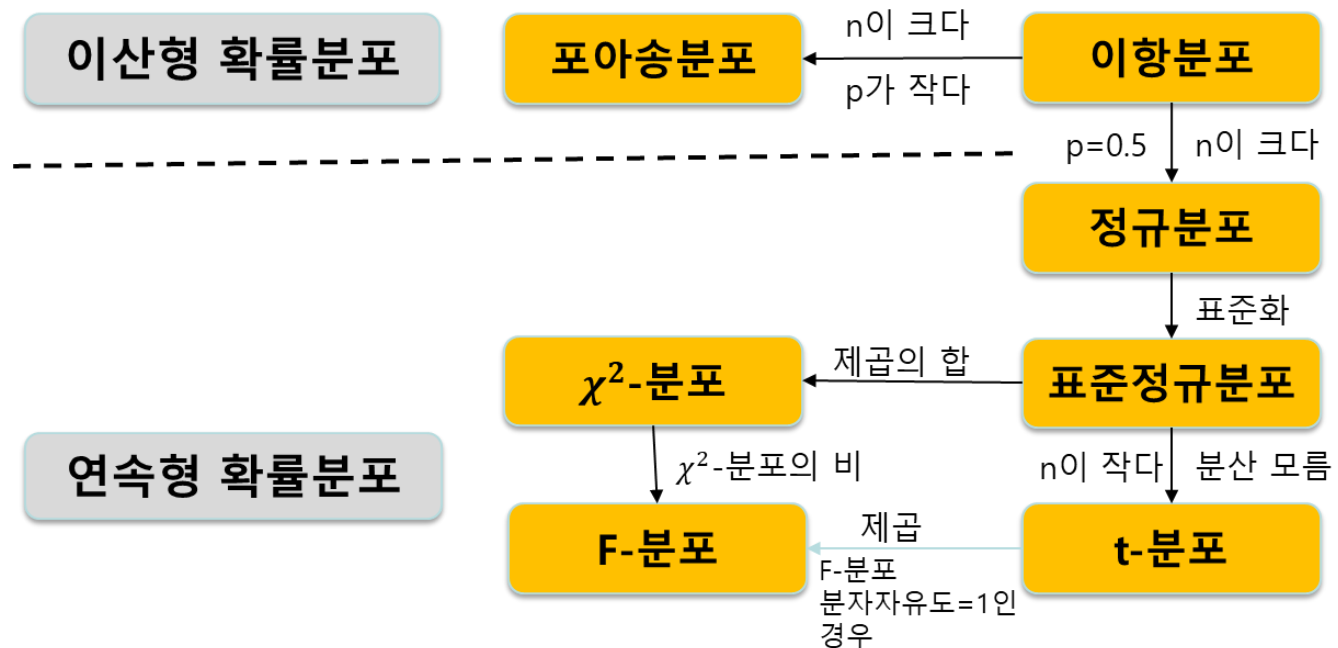 이산형 확률분포
포아송분포
n이 크다
p가 작다
이항분포
p=0.5
n이 크다
정규분포
표준화
χ²-분포
제곱의 합
표준정규분포
연속형 확률분포
χ²-분포의 비
n이 작다
분산 모름
F-분포
제곱
F-분포
분자자유도=1인
경우
t-분포